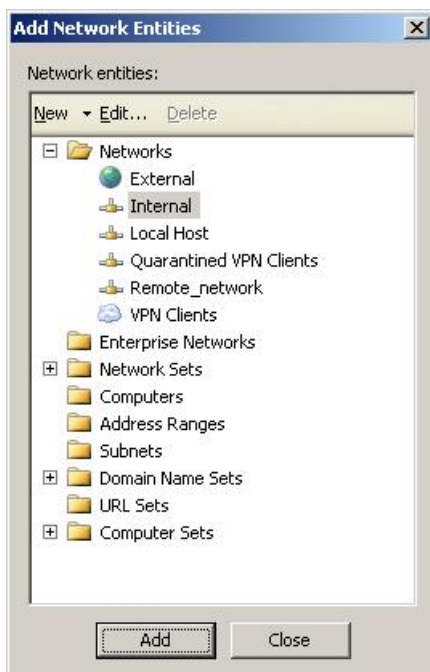 Add Network Entities
Network entities:
New Edit... Delete
Networks
External
Internal
Local Host
Quarantined VPN Clients
Remote_network
VPN Clients
Enterprise Networks
Network Sets
Computers
Address Ranges
Subnets
Domain Name Sets
URL Sets
Computer Sets
Add Close